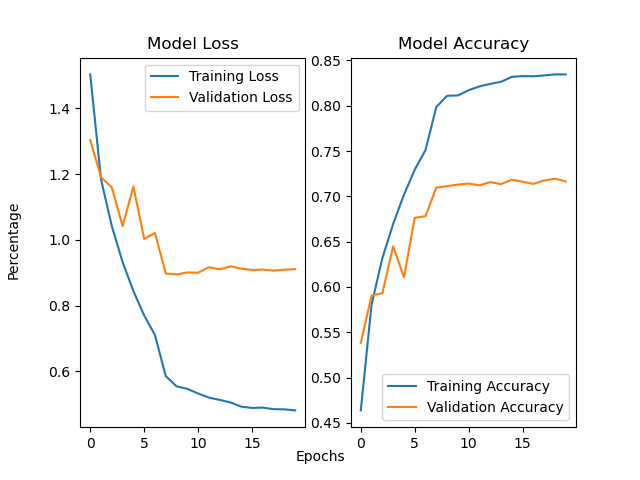 Model Loss
Training Loss
Validation Loss
1.4
1.2
1.0
0.8
0.6
0
5
10
15
Percentage
Model Accuracy
0.85
0.80
0.75
0.70
0.65
0.60
0.55
0.50
0.45
Training Accuracy
Validation Accuracy
0
5
10
15
Epochs